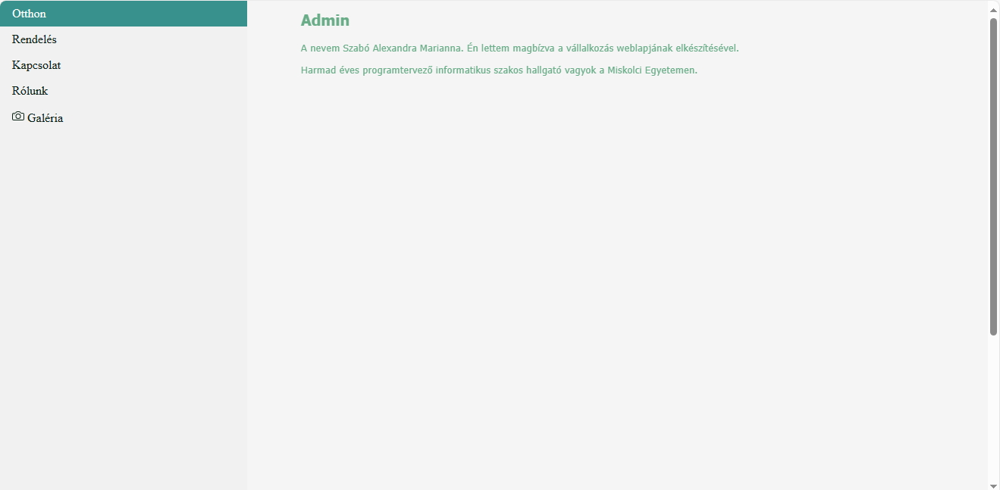 Otthon
Rendelés
Kapcsolat
Rólunk
Galéria
Admin
A nevem Szabó Alexandra Marianna. Én lettem magbízva a vállalkozás weblapjának elkészítésével.
Harmad éves programtervező informatikus szakos hallgató vagyok a Miskolci Egyetemen.